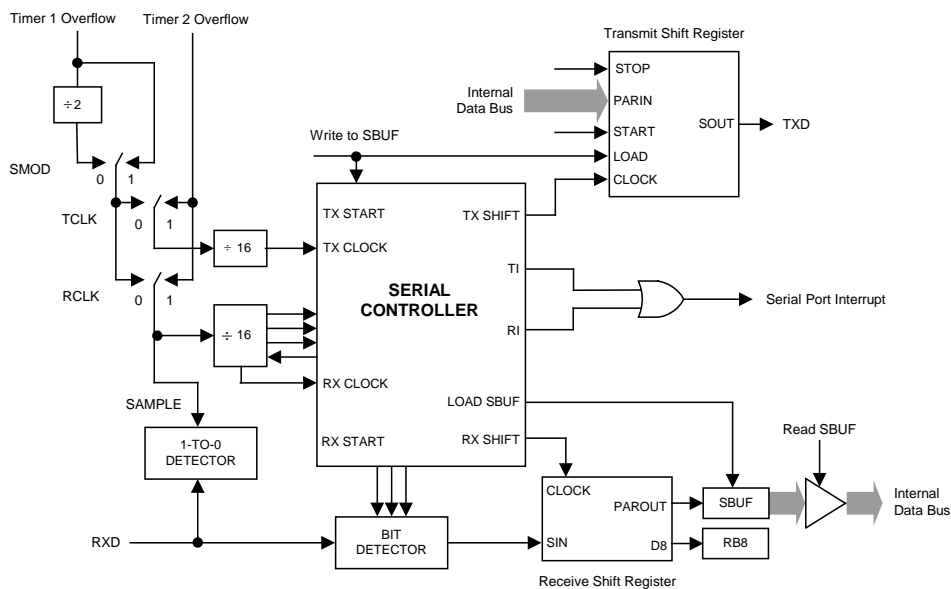 Timer 1 Overflow
Timer 2 Overflow
Transmit Shift Register
÷2
SMOD
0 1
TCLK
0 1
÷ 16
RCLK
0 1
÷ 16
SAMPLE
1-TO-0
DETECTOR
RXD
Write to SBUF
TX START
TX CLOCK
SERIAL
CONTROLLER
RX CLOCK
RX START
TX SHIFT
TI
RI
LOAD SBUF
RX SHIFT
Internal
Data Bus
STOP
PARIN
START
LOAD
CLOCK
SOUT
TXD
Serial Port Interrupt
BIT
DETECTOR
CLOCK
PAROUT
SIN
D8
Receive Shift Register
SBUF
RB8
Read SBUF
Internal
Data Bus